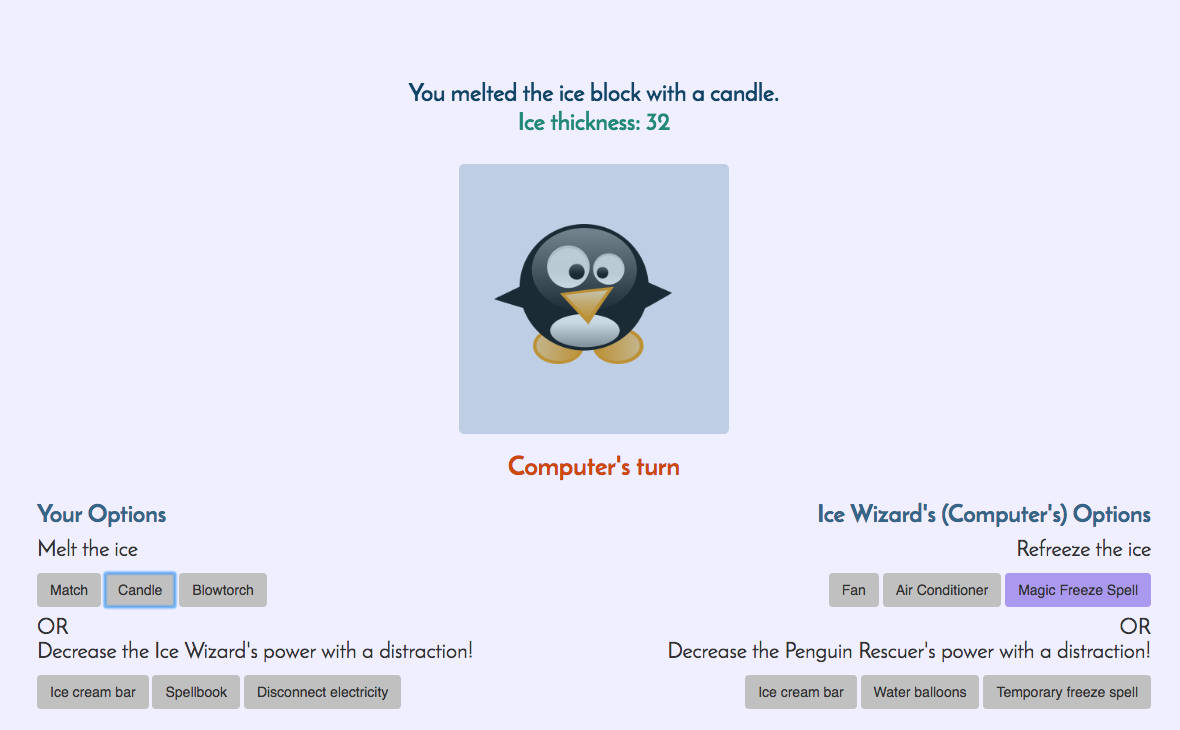 You melted the ice block with a candle.
Ice thickness: 32
Computer's turn
Your Options
Melt the ice
Match Candle Blowtorch
OR
Decrease the Ice Wizard's power with a distraction!
Ice cream bar Spellbook Disconnect electricity
Ice Wizard's (Computer's) Options
Refreeze the ice
Fan Air Conditioner Magic Freeze Spell
OR
Decrease the Penguin Rescuer's power with a distraction!
Ice cream bar Water balloons Temporary freeze spell